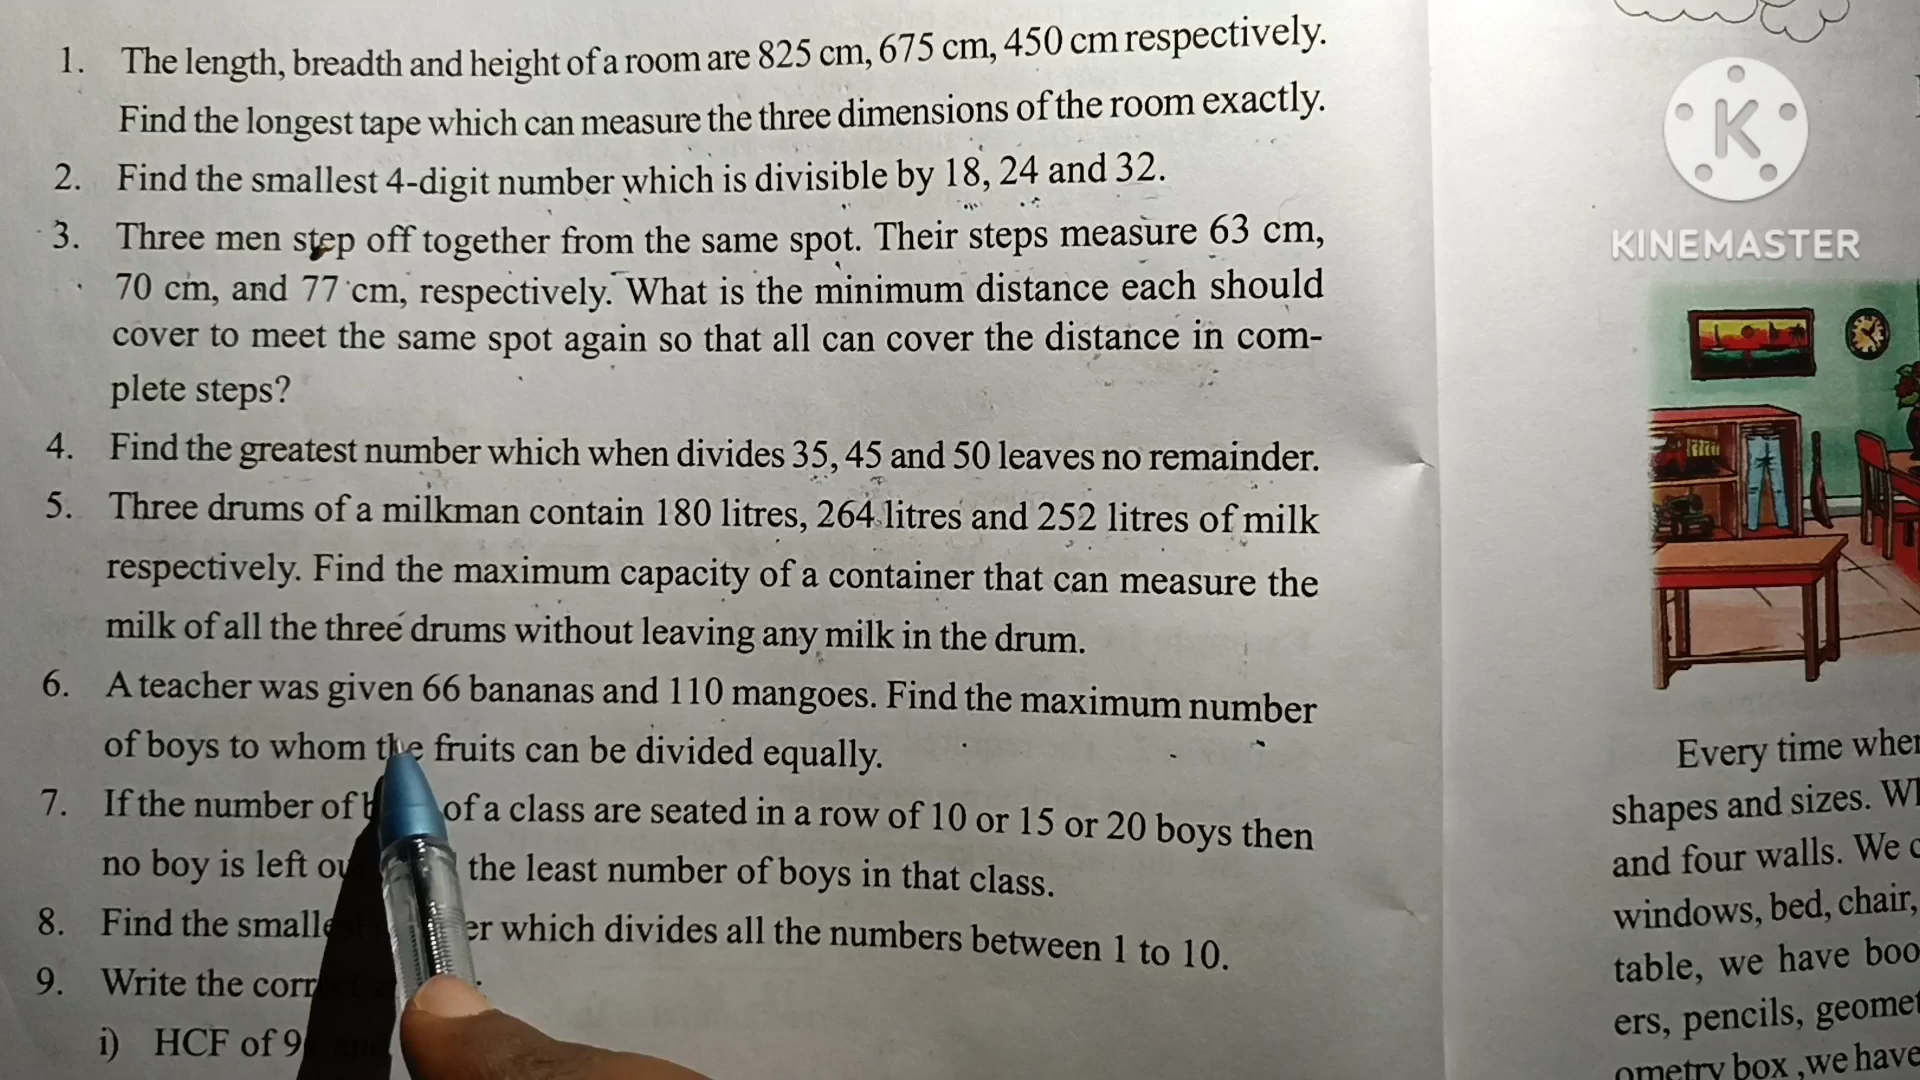 1. The length, breadth and height of a room are 825 cm, 675 cm, 450 cm respectively.
Find the longest tape which can measure the three dimensions of the room exactly.
2. Find the smallest 4-digit number which is divisible by 18, 24 and 32.
3. Three men step off together from the same spot. Their steps measure 63 cm,
70 cm, and 77 cm, respectively. What is the minimum distance each should
cover to meet the same spot again so that all can cover the distance in com-
plete steps?
4. Find the greatest number which when divides 35, 45 and 50 leaves no remainder.
5. Three drums of a milkman contain 180 litres, 264 litres and 252 litres of milk
respectively. Find the maximum capacity of a container that can measure the
milk of all the three drums without leaving any milk in the drum.
6. A teacher was given 66 bananas and 110 mangoes. Find the maximum number
of boys to whom the fruits can be divided equally.
7. If the number of of a class are seated in a row of 10 or 15 or 20 boys then
no boy is left the least number of boys in that class.
8. Find the which divides all the numbers between 1 to 10.
9. Write the
i) HCF of
KINEMASTER
Every time
shapes and sizes.
and four walls. We
windows, bed, chair,
table, we have
ers, pencils,
ometry box ,we have